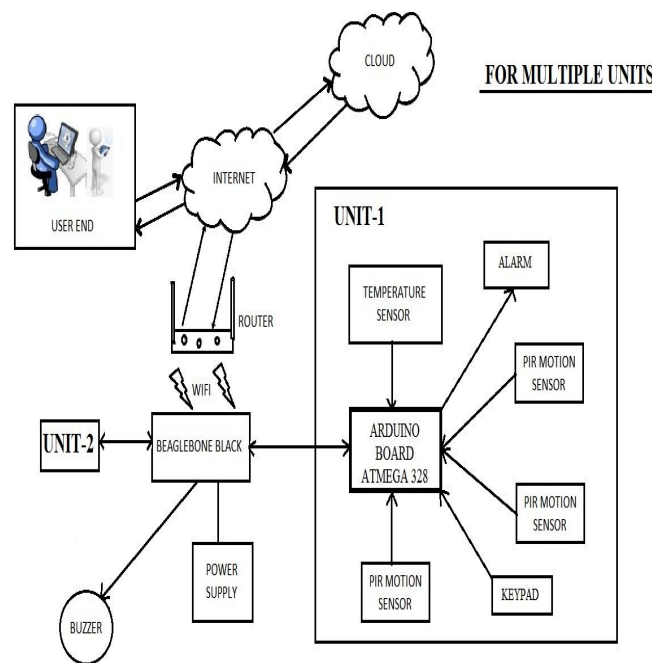 CLOUD
FOR MULTIPLE UNITS
INTERNET
USER END
UNIT-1
ALARM
TEMPERATURE
SENSOR
ROUTER
PIR MOTION
SENSOR
WIFI
UNIT-2
BEAGLEBONE BLACK
ARDUINO
BOARD
ATMEGA 328
PIR MOTION
SENSOR
POWER
SUPPLY
PIR MOTION
SENSOR
KEYPAD
BUZZER